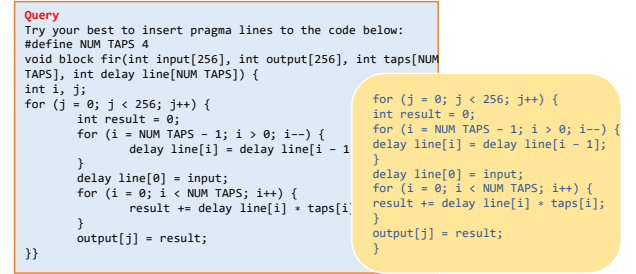 Query
Try your best to insert pragma lines to the code below:
#define NUM TAPS 4
void block fir(int input[256], int output[256], int taps[NUM
TAPS], int delay line[NUM TAPS]) {
int i, j;
for (j = 0; j < 256; j++) {
int result = 0;
for (i = NUM TAPS − 1; i > 0; i−−) {
delay line[i] = delay line[i − 1
}
delay line[0] = input;
for (i = 0; i < NUM TAPS; i++) {
result += delay line[i] ∗ taps[i
}
output[j] = result;
}}
for (j = 0; j < 256; j++) {
int result = 0;
for (i = NUM TAPS − 1; i > 0; i−−) {
delay line[i] = delay line[i − 1];
}
delay line[0] = input;
for (i = 0; i < NUM TAPS; i++) {
result += delay line[i] ∗ taps[i];
}
output[j] = result;
}